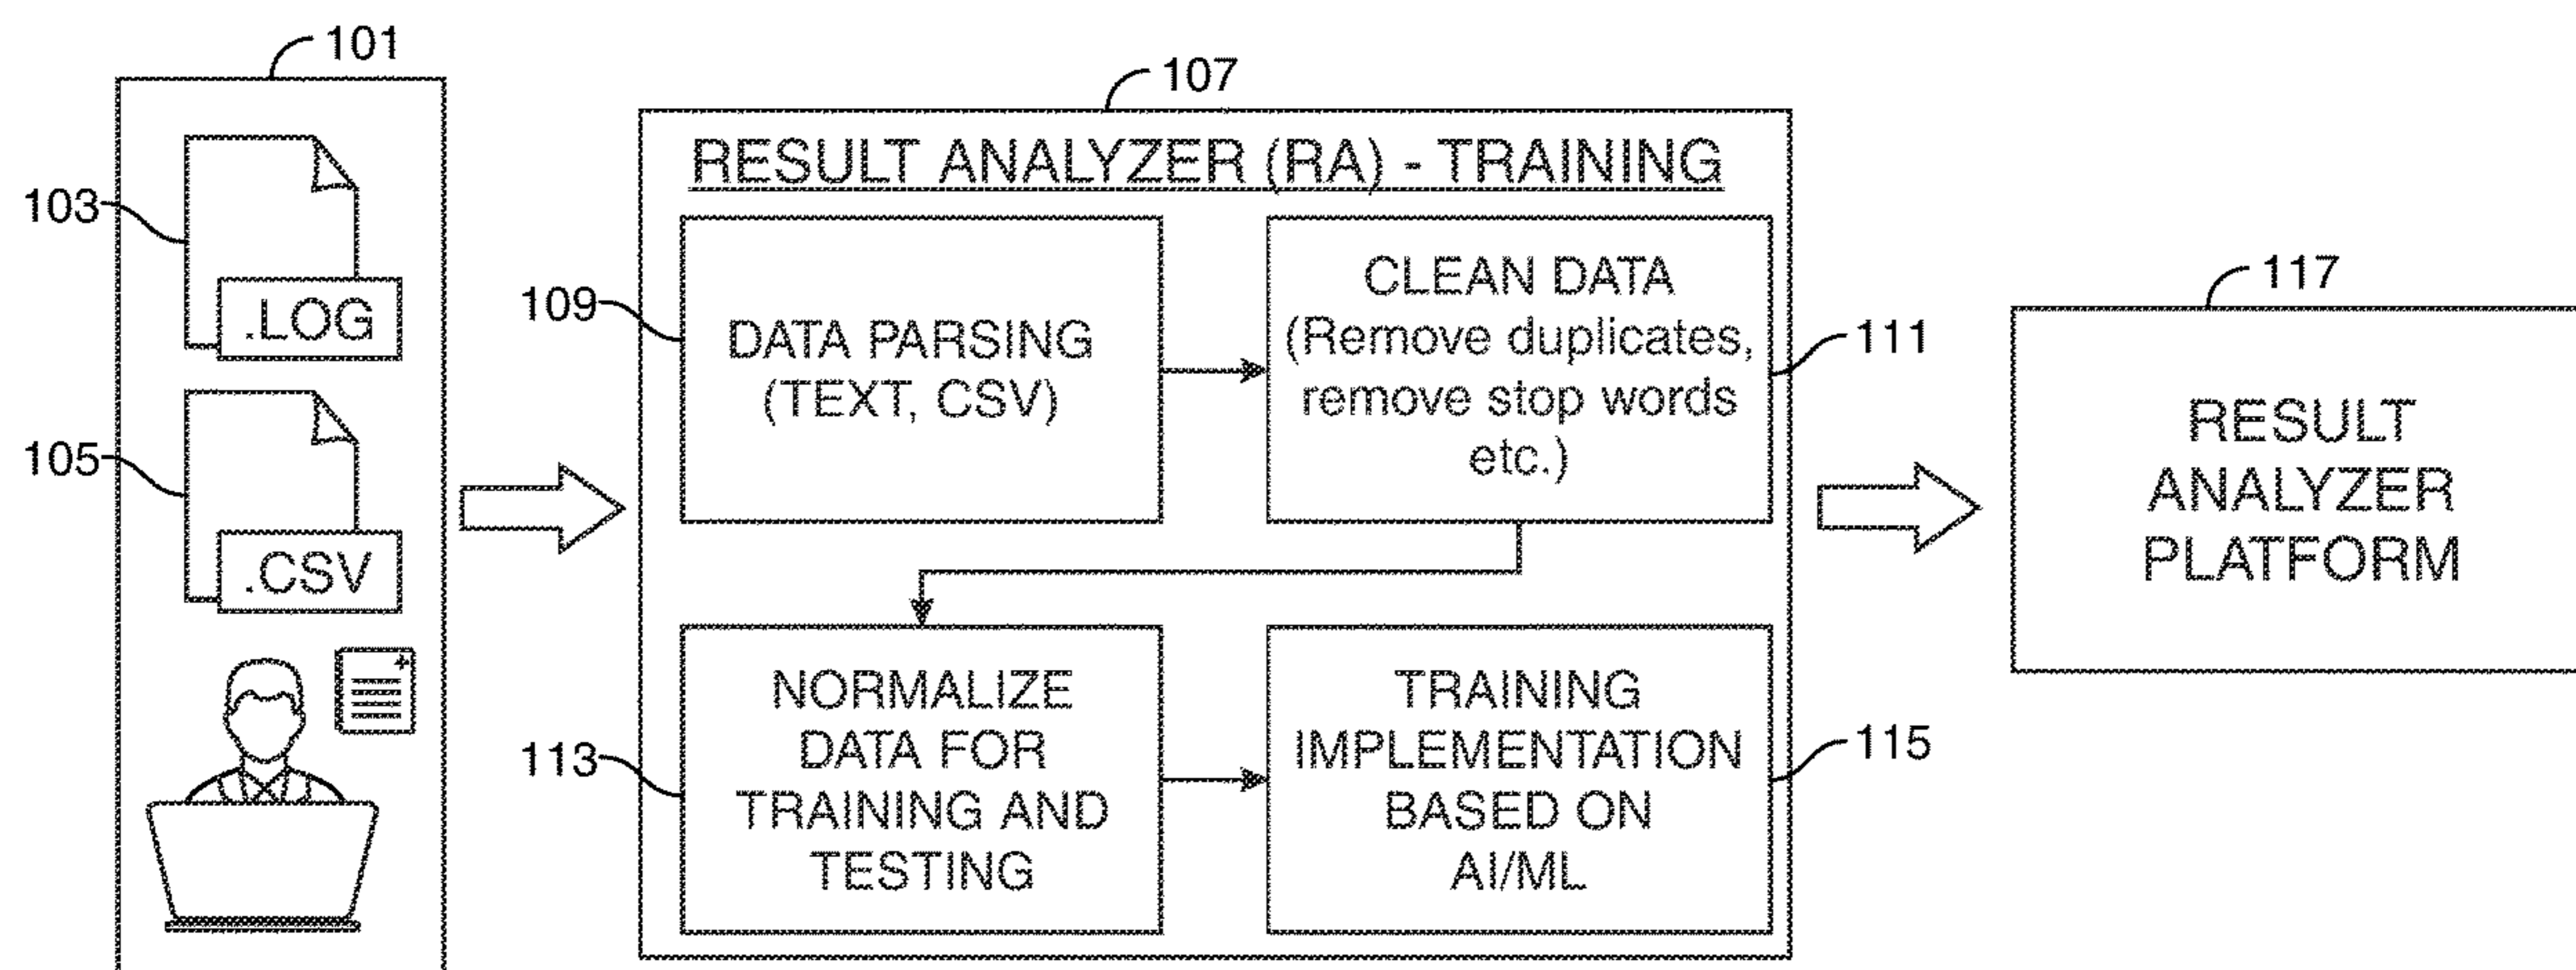 101
103
.LOG
105
.CSV
107
RESULT ANALYZER (RA) - TRAINING
109
DATA PARSING
(TEXT, CSV)
CLEAN DATA
(Remove duplicates,
remove stop words
etc.)
111
113
NORMALIZE
DATA FOR
TRAINING AND
TESTING
TRAINING
IMPLEMENTATION
BASED ON
AI/ML
115
117
RESULT
ANALYZER
PLATFORM